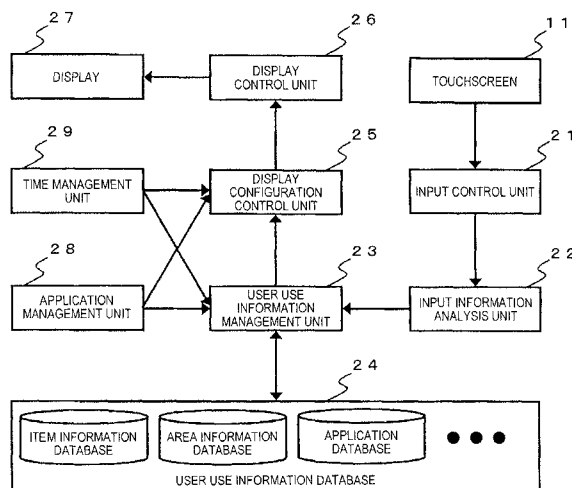 27
26
11
DISPLAY
DISPLAY
CONTROL UNIT
TOUCHSCREEN
29
25
21
TIME MANAGEMENT
UNIT
DISPLAY
CONFIGURATION
CONTROL UNIT
INPUT CONTROL UNIT
28
23
22
APPLICATION
MANAGEMENT UNIT
USER USE
INFORMATION
MANAGEMENT UNIT
INPUT INFORMATION
ANALYSIS UNIT
24
ITEM INFORMATION
DATABASE
AREA INFORMATION
DATABASE
APPLICATION
DATABASE
USER USE INFORMATION DATABASE